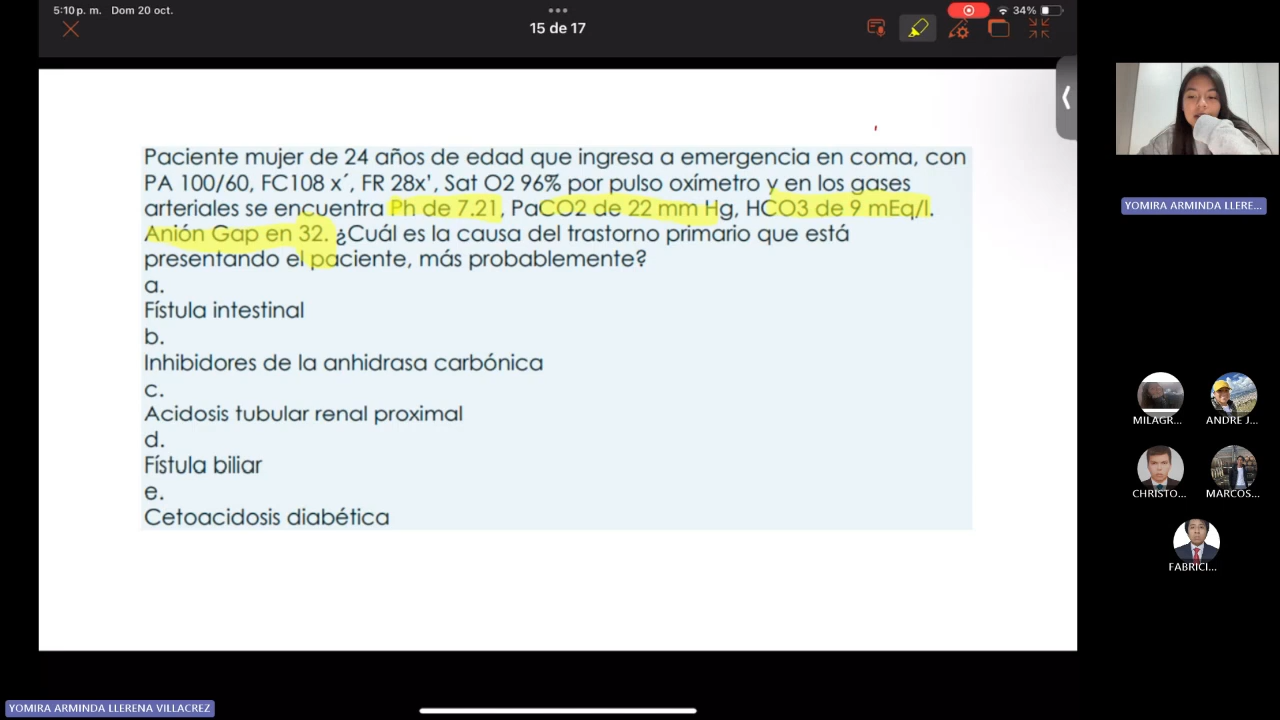 5:10 p. m. Dom 20 oct.
34%
15 de 17
Paciente mujer de 24 años de edad que ingresa a emergencia en coma, con
PA 100/60, FC108 x´, FR 28x', Sat O2 96% por pulso oxímetro y en los gases
arteriales se encuentra Ph de 7.21, PaCO2 de 22 mm Hg, HCO3 de 9 mEq/l.
Anión Gap en 32. ¿Cuál es la causa del trastorno primario que está
presentando el paciente, más probablemente?
a.
Fístula intestinal
b.
Inhibidores de la anhidrasa carbónica
c.
Acidosis tubular renal proximal
d.
Fístula biliar
e.
Cetoacidosis diabética
YOMIRA ARMINDA LLERE...
MILAGR...
ANDRE J...
CHRISTO...
MARCOS...
FABRICI...
YOMIRA ARMINDA LLERENA VILLACREZ